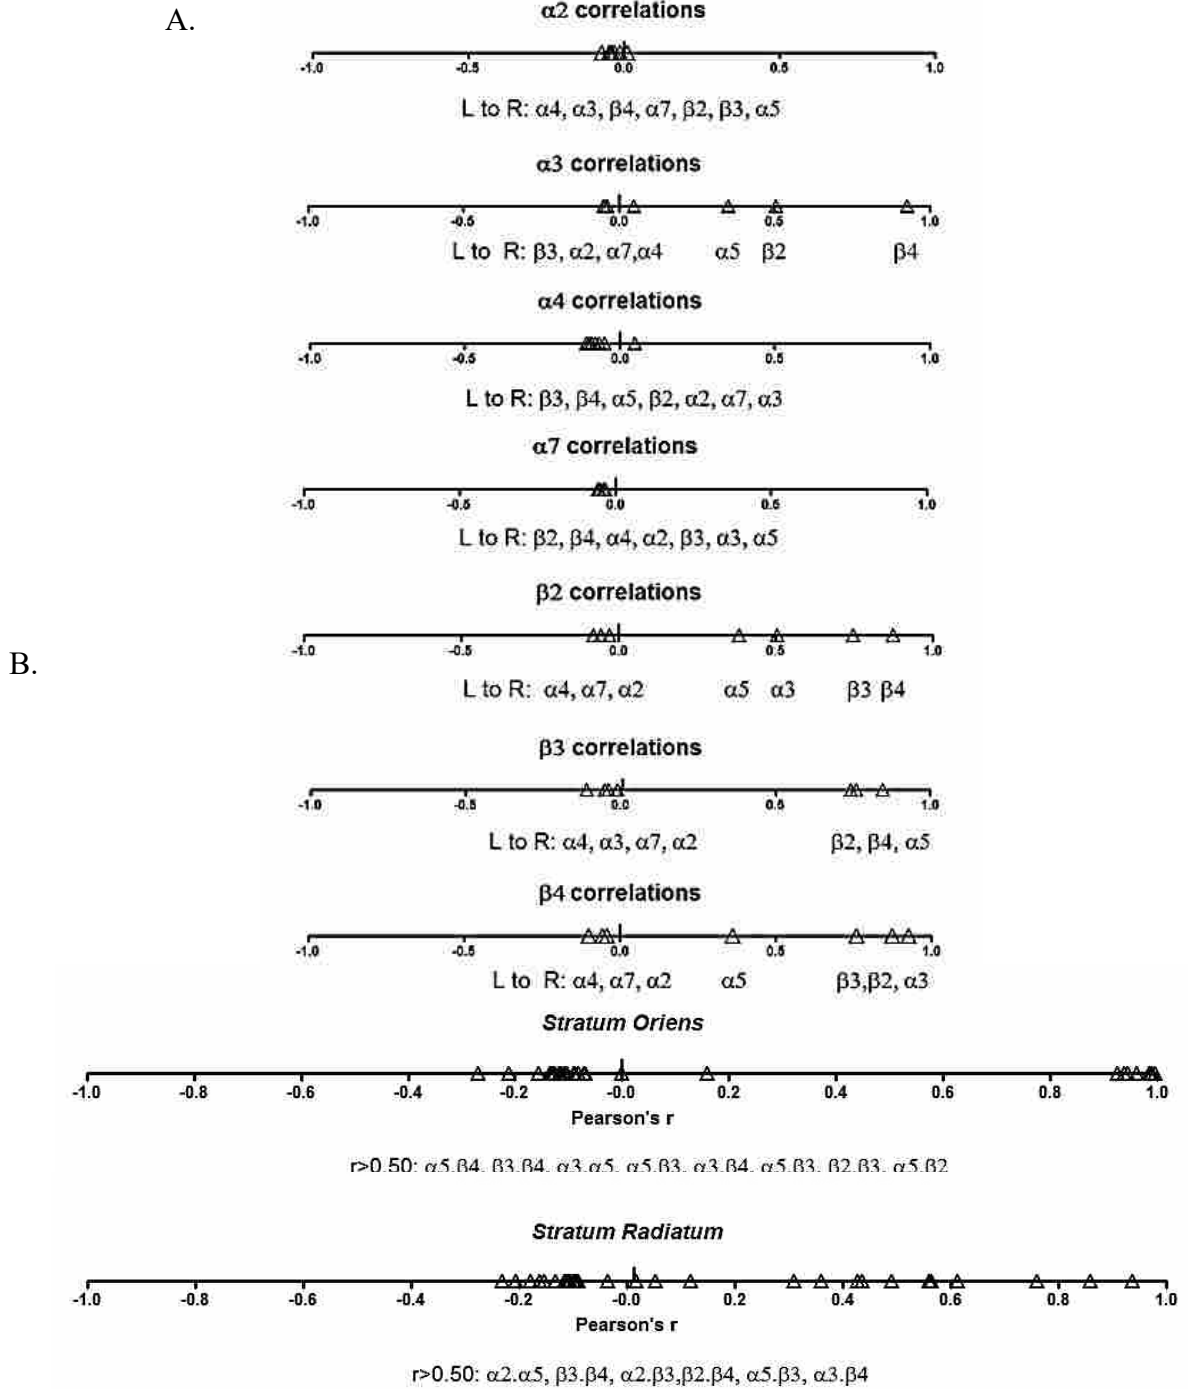 A.
α2 correlations
-1.0 -0.5 0.0 0.5 1.0
L to R: α4, α3, β4, α7, β2, β3, α5
α3 correlations
-1.0 -0.5 0.0 0.5 1.0
L to R: β3, α2, α7,α4 α5 β2 β4
α4 correlations
-1.0 -0.5 0.0 0.5 1.0
L to R: β3, β4, α5, β2, α2, α7, α3
α7 correlations
-1.0 -0.5 0.0 0.5 1.0
L to R: β2, β4, α4, α2, β3, α3, α5
β2 correlations
-1.0 -0.5 0.0 0.5 1.0
B.
L to R: α4, α7, α2 α5 α3 β3 β4
β3 correlations
-1.0 -0.5 0.0 0.5 1.0
L to R: α4, α3, α7, α2 β2, β4, α5
β4 correlations
-1.0 -0.5 0.0 0.5 1.0
L to R: α4, α7, α2 α5 β3,β2, α3
Stratum Oriens
-1.0 -0.8 -0.6 -0.4 -0.2 -0.0 0.2 0.4 0.6 0.8 1.0
Pearson's r
r>0.50: α5.β4, β3.β4, α3.α5, α5.β3, α3.β4, α5.β3, β2.β3, α5.β2
Stratum Radiatum
-1.0 -0.8 -0.6 -0.4 -0.2 -0.0 0.2 0.4 0.6 0.8 1.0
Pearson's r
r>0.50: α2.α5, β3.β4, α2.β3,β2.β4, α5.β3, α3.β4